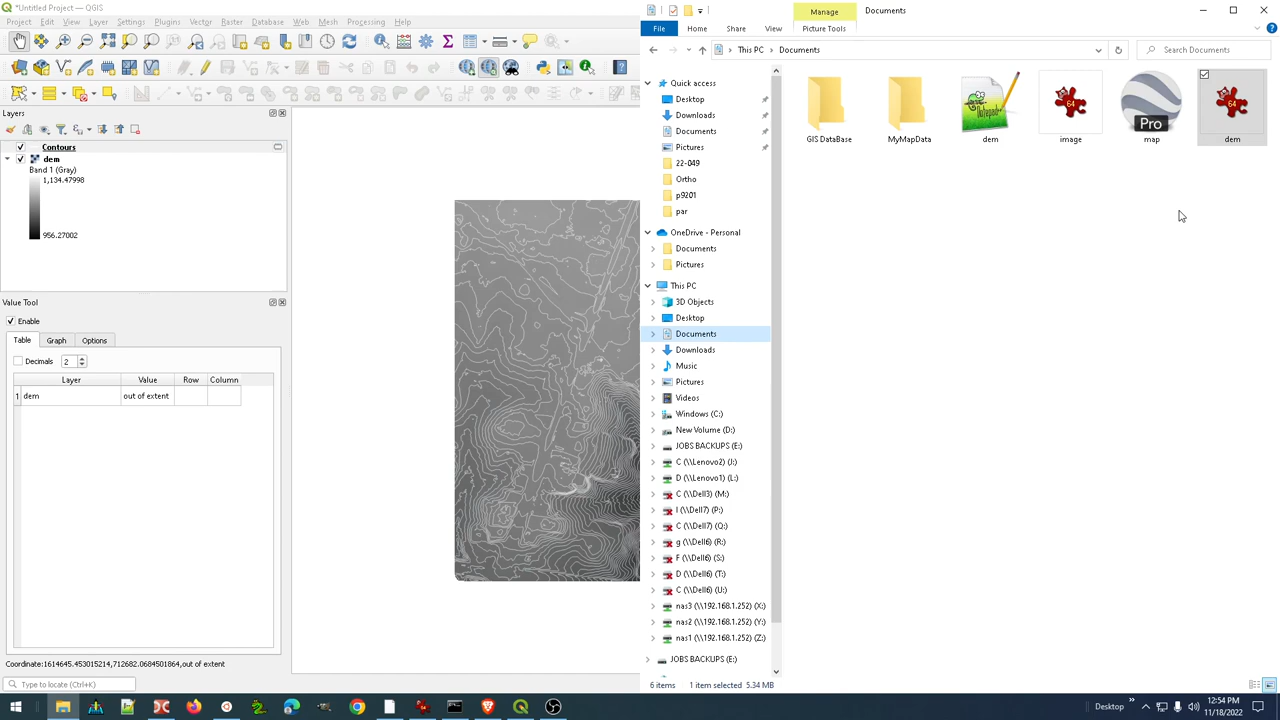 *Untitled Project — QGIS
Project Edit View Layer Settings Plugins Vector Raster Database Web Mesh Processing Help
Layers
Contours
dem
Band 1 (Gray)
1,134.47998
956.27002
Value Tool
Enable
Graph Options
Decimals 2
Layer Value Row Column
1 dem out of extent
Coordinate:1614645.453015214,712682.0684501864,out of extent
Type to locate (Ctrl+K)
Manage Documents
File Home Share View Picture Tools
This PC Documents
Search Documents
Quick access
Desktop
Downloads
Documents
Pictures
22-049
Ortho
p9201
par
OneDrive - Personal
Documents
Pictures
This PC
3D Objects
Desktop
Documents
Downloads
Music
Pictures
Videos
Windows (C:)
New Volume (D:)
JOBS BACKUPS (E:)
C (\\Lenovo2) (J:)
D (\\Lenovo1) (L:)
C (\\Dell3) (M:)
I (\\Dell7) (P:)
C (\\Dell7) (Q:)
g (\\Dell6) (R:)
F (\\Dell6) (S:)
D (\\Dell6) (T:)
C (\\Dell6) (U:)
nas3 (\\192.168.1.252) (X:)
nas2 (\\192.168.1.252) (Y:)
nas1 (\\192.168.1.252) (Z:)
JOBS BACKUPS (E:)
64 Pro 64
GIS DataBase MyMapData dem image map dem
6 items 1 item selected 5.34 MB
Desktop
12:54 PM
11/18/2022